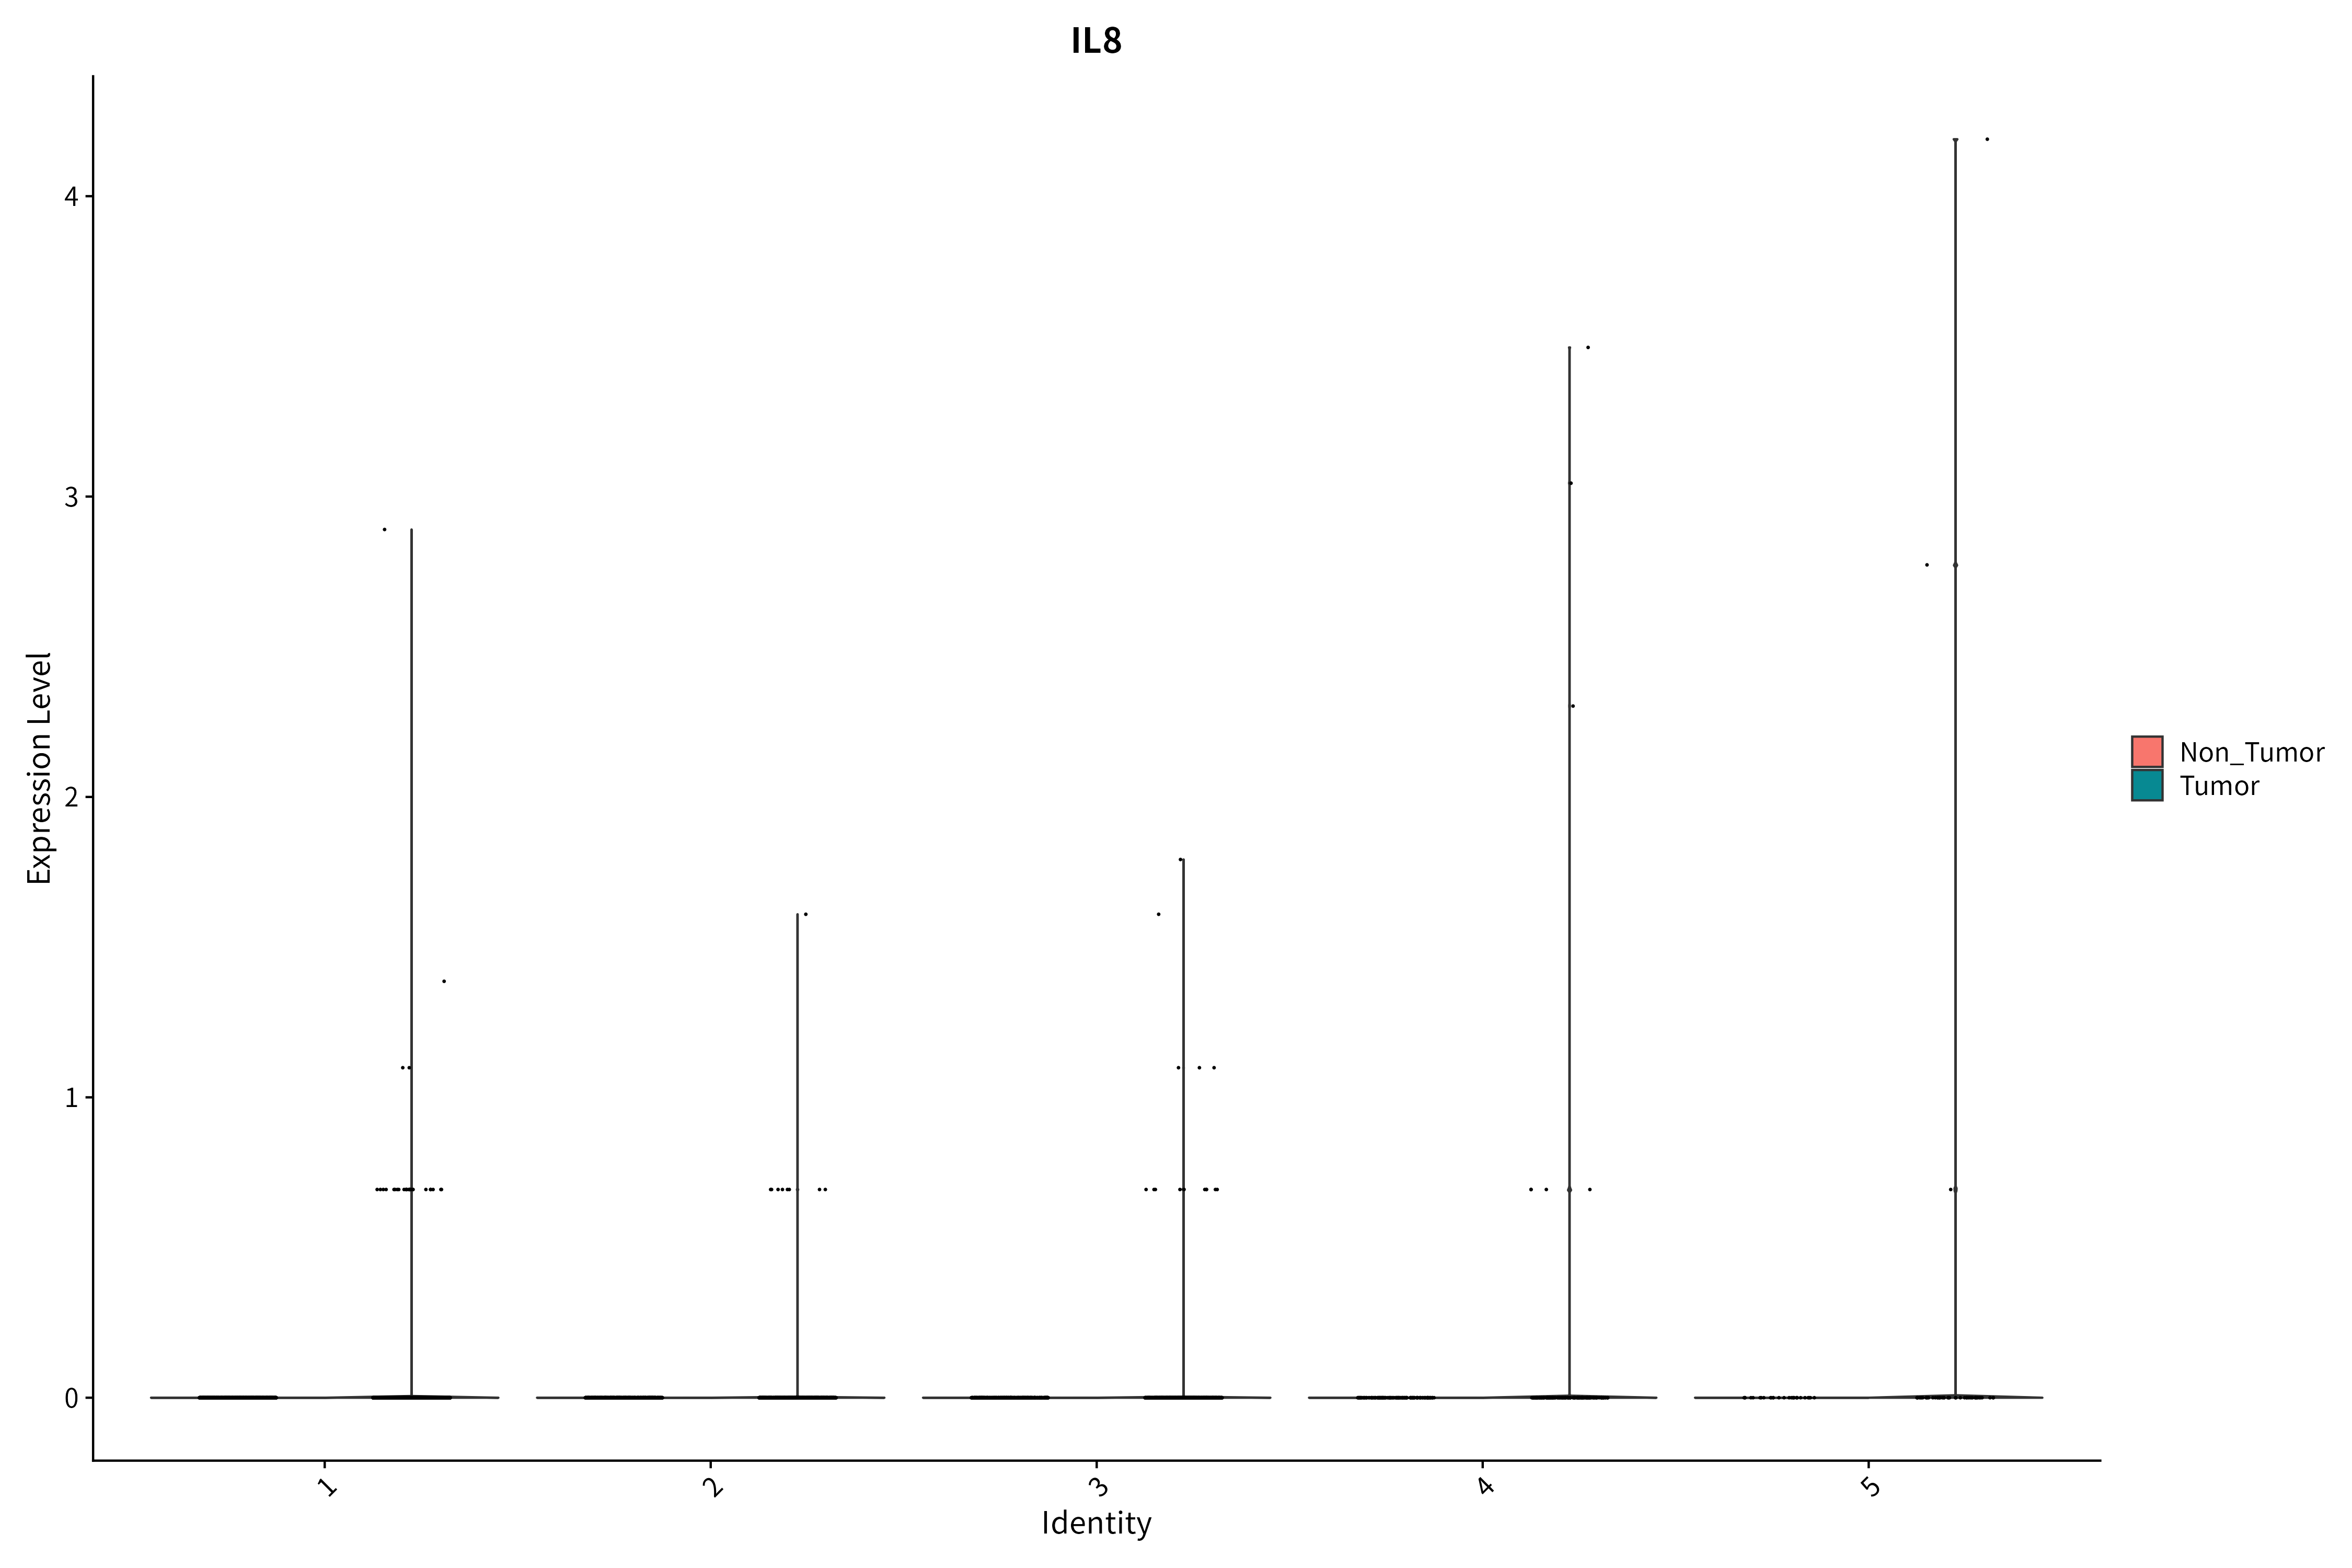 IL8
Expression Level
4
3
2
1
0
1
2
3
4
5
Identity
Non_Tumor
Tumor